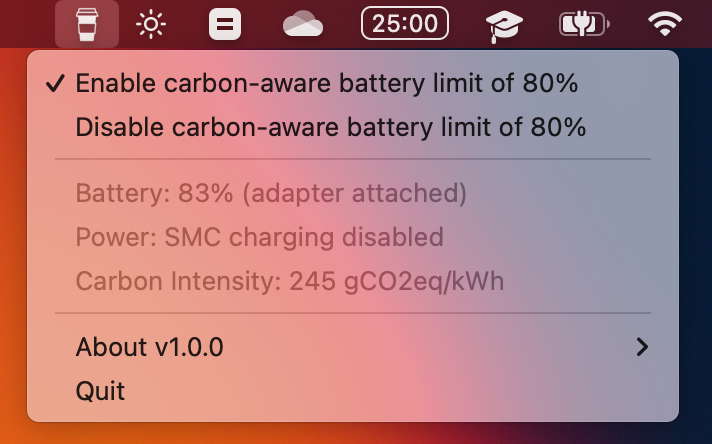 25:00
Enable carbon-aware battery limit of 80%
Disable carbon-aware battery limit of 80%
Battery: 83% (adapter attached)
Power: SMC charging disabled
Carbon Intensity: 245 gCO2eq/kWh
About v1.0.0
Quit